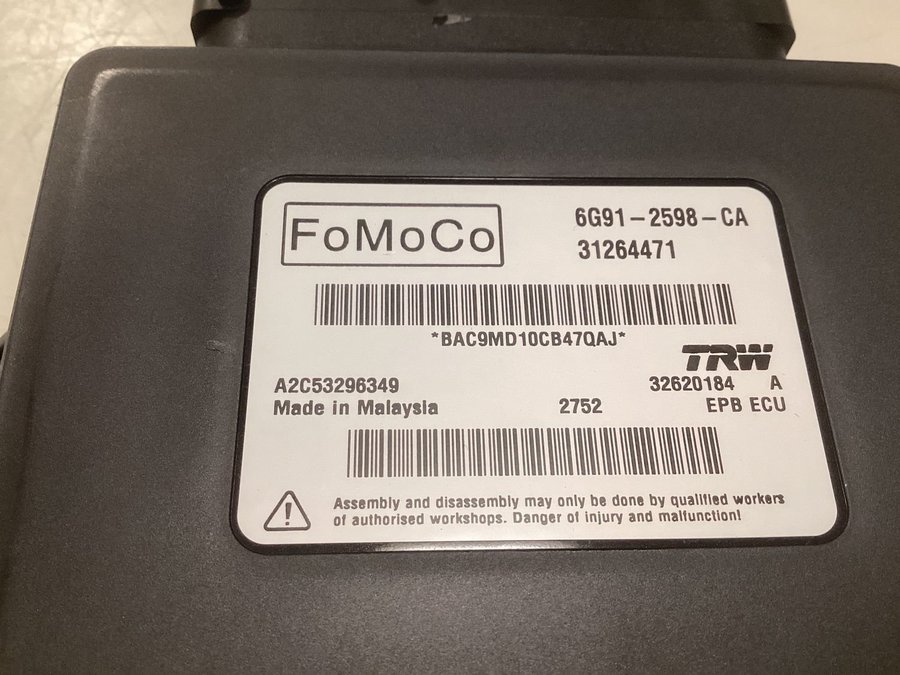 FoMoCo
6G91-2598-CA
31264471
*BAC9MD10CB47QAJ*
TRW
A2C53296349
32620184 A
Made in Malaysia
2752
EPB ECU
Assembly and disassembly may only be done by qualified workers
of authorised workshops. Danger of injury and malfunction!